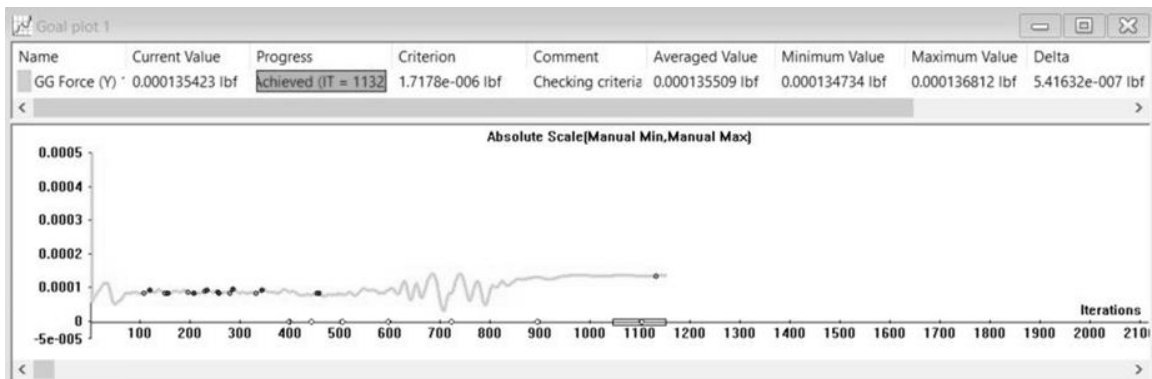 Goal plot 1
Name Current Value Progress Criterion Comment Averaged Value Minimum Value Maximum Value Delta
GG Force (Y) 0.000135423 lbf Achieved (IT = 1132 1.7178e-006 lbf Checking criteria 0.000135509 lbf 0.000134734 lbf 0.000136812 lbf 5.41632e-007 lbf
Absolute Scale(Manual Min,Manual Max)
0.0005
0.0004
0.0003
0.0002
0.0001
Iterations
0
-5e-005
100 200 300 400 500 600 700 800 900 1000 1100 1200 1300 1400 1500 1600 1700 1800 1900 2000 210